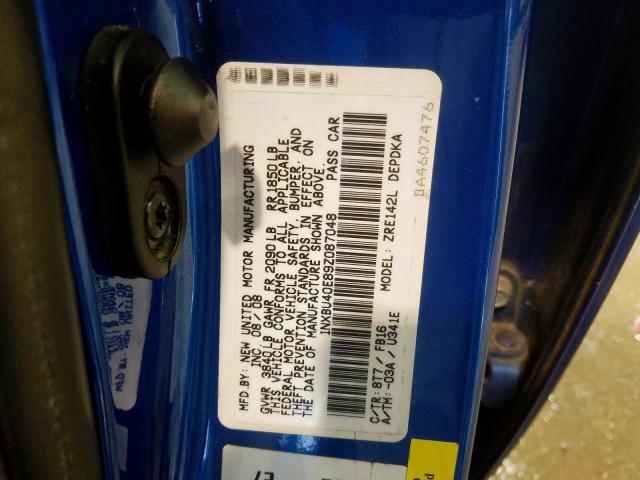 MFD.BY: NEW UNITED MOTOR MANUFACTURING
INC 08/08
GVWR 3840 LB GAWR FR 2090 LB RR 1850 LB
THIS VEHICLE CONFORMS TO ALL APPLICABLE
FEDERAL MOTOR VEHICLE SAFETY, BUMPER, AND
THEFT PREVENTION STANDARDS IN EFFECT ON
THE DATE OF MANUFACTURE SHOWN ABOVE.
1NXBU40E89Z087048 PASS CAR
MODEL: ZRE142L DEPDKA
C/TR: 8T7 / FB16
A/TM: -03A / U341E
BA4607476